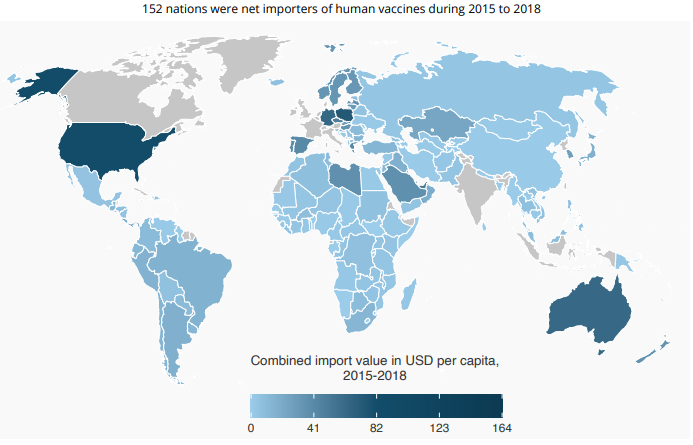 152 nations were net importers of human vaccines during 2015 to 2018
Combined import value in USD per capita,
2015-2018
0 41 82 123 164